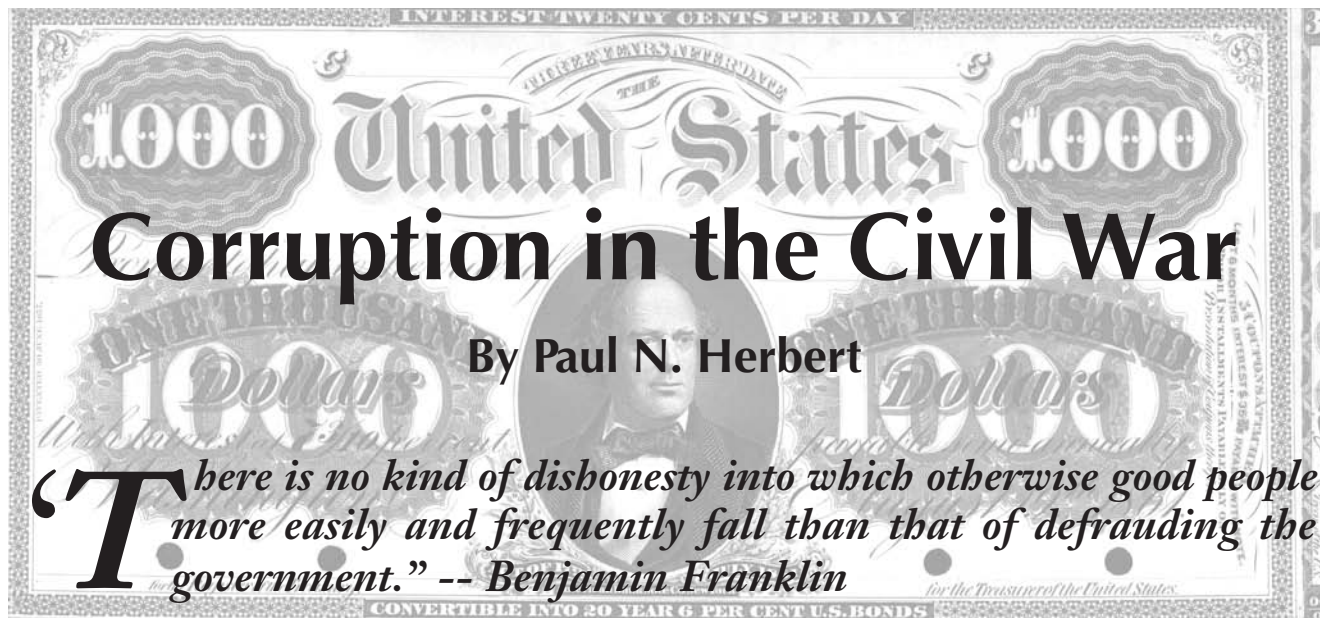 INTEREST TWENTY CENTS PER DAY
THREE YEARS AFTER DATE
THE
1000 United States 1000
Corruption in the Civil War
ONE THOUSAND ONE THOUSAND
1000 1000
Dollars Dollars
By Paul N. Herbert
‘There is no kind of dishonesty into which otherwise good people
more easily and frequently fall than that of defrauding the
government.” -- Benjamin Franklin
for the Treasurer of the United States.
CONVERTIBLE INTO 20 YEAR 6 PER CENT U.S. BONDS